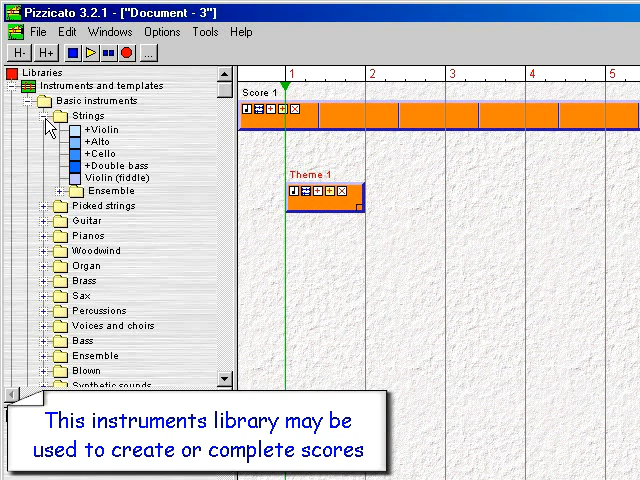 Pizzicato 3.2.1 - ["Document - 3"]
File Edit Windows Options Tools Help
H- H+ ...
Libraries
Instruments and templates
Basic instruments
Strings
+Violin
+Alto
+Cello
+Double bass
Violin (fiddle)
Ensemble
Picked strings
Guitar
Pianos
Woodwind
Organ
Brass
Sax
Percussions
Voices and choirs
Bass
Ensemble
Blown
Synthetic sounds
1 2 3 4 5
Score 1
Theme 1
This instruments library may be
used to create or complete scores